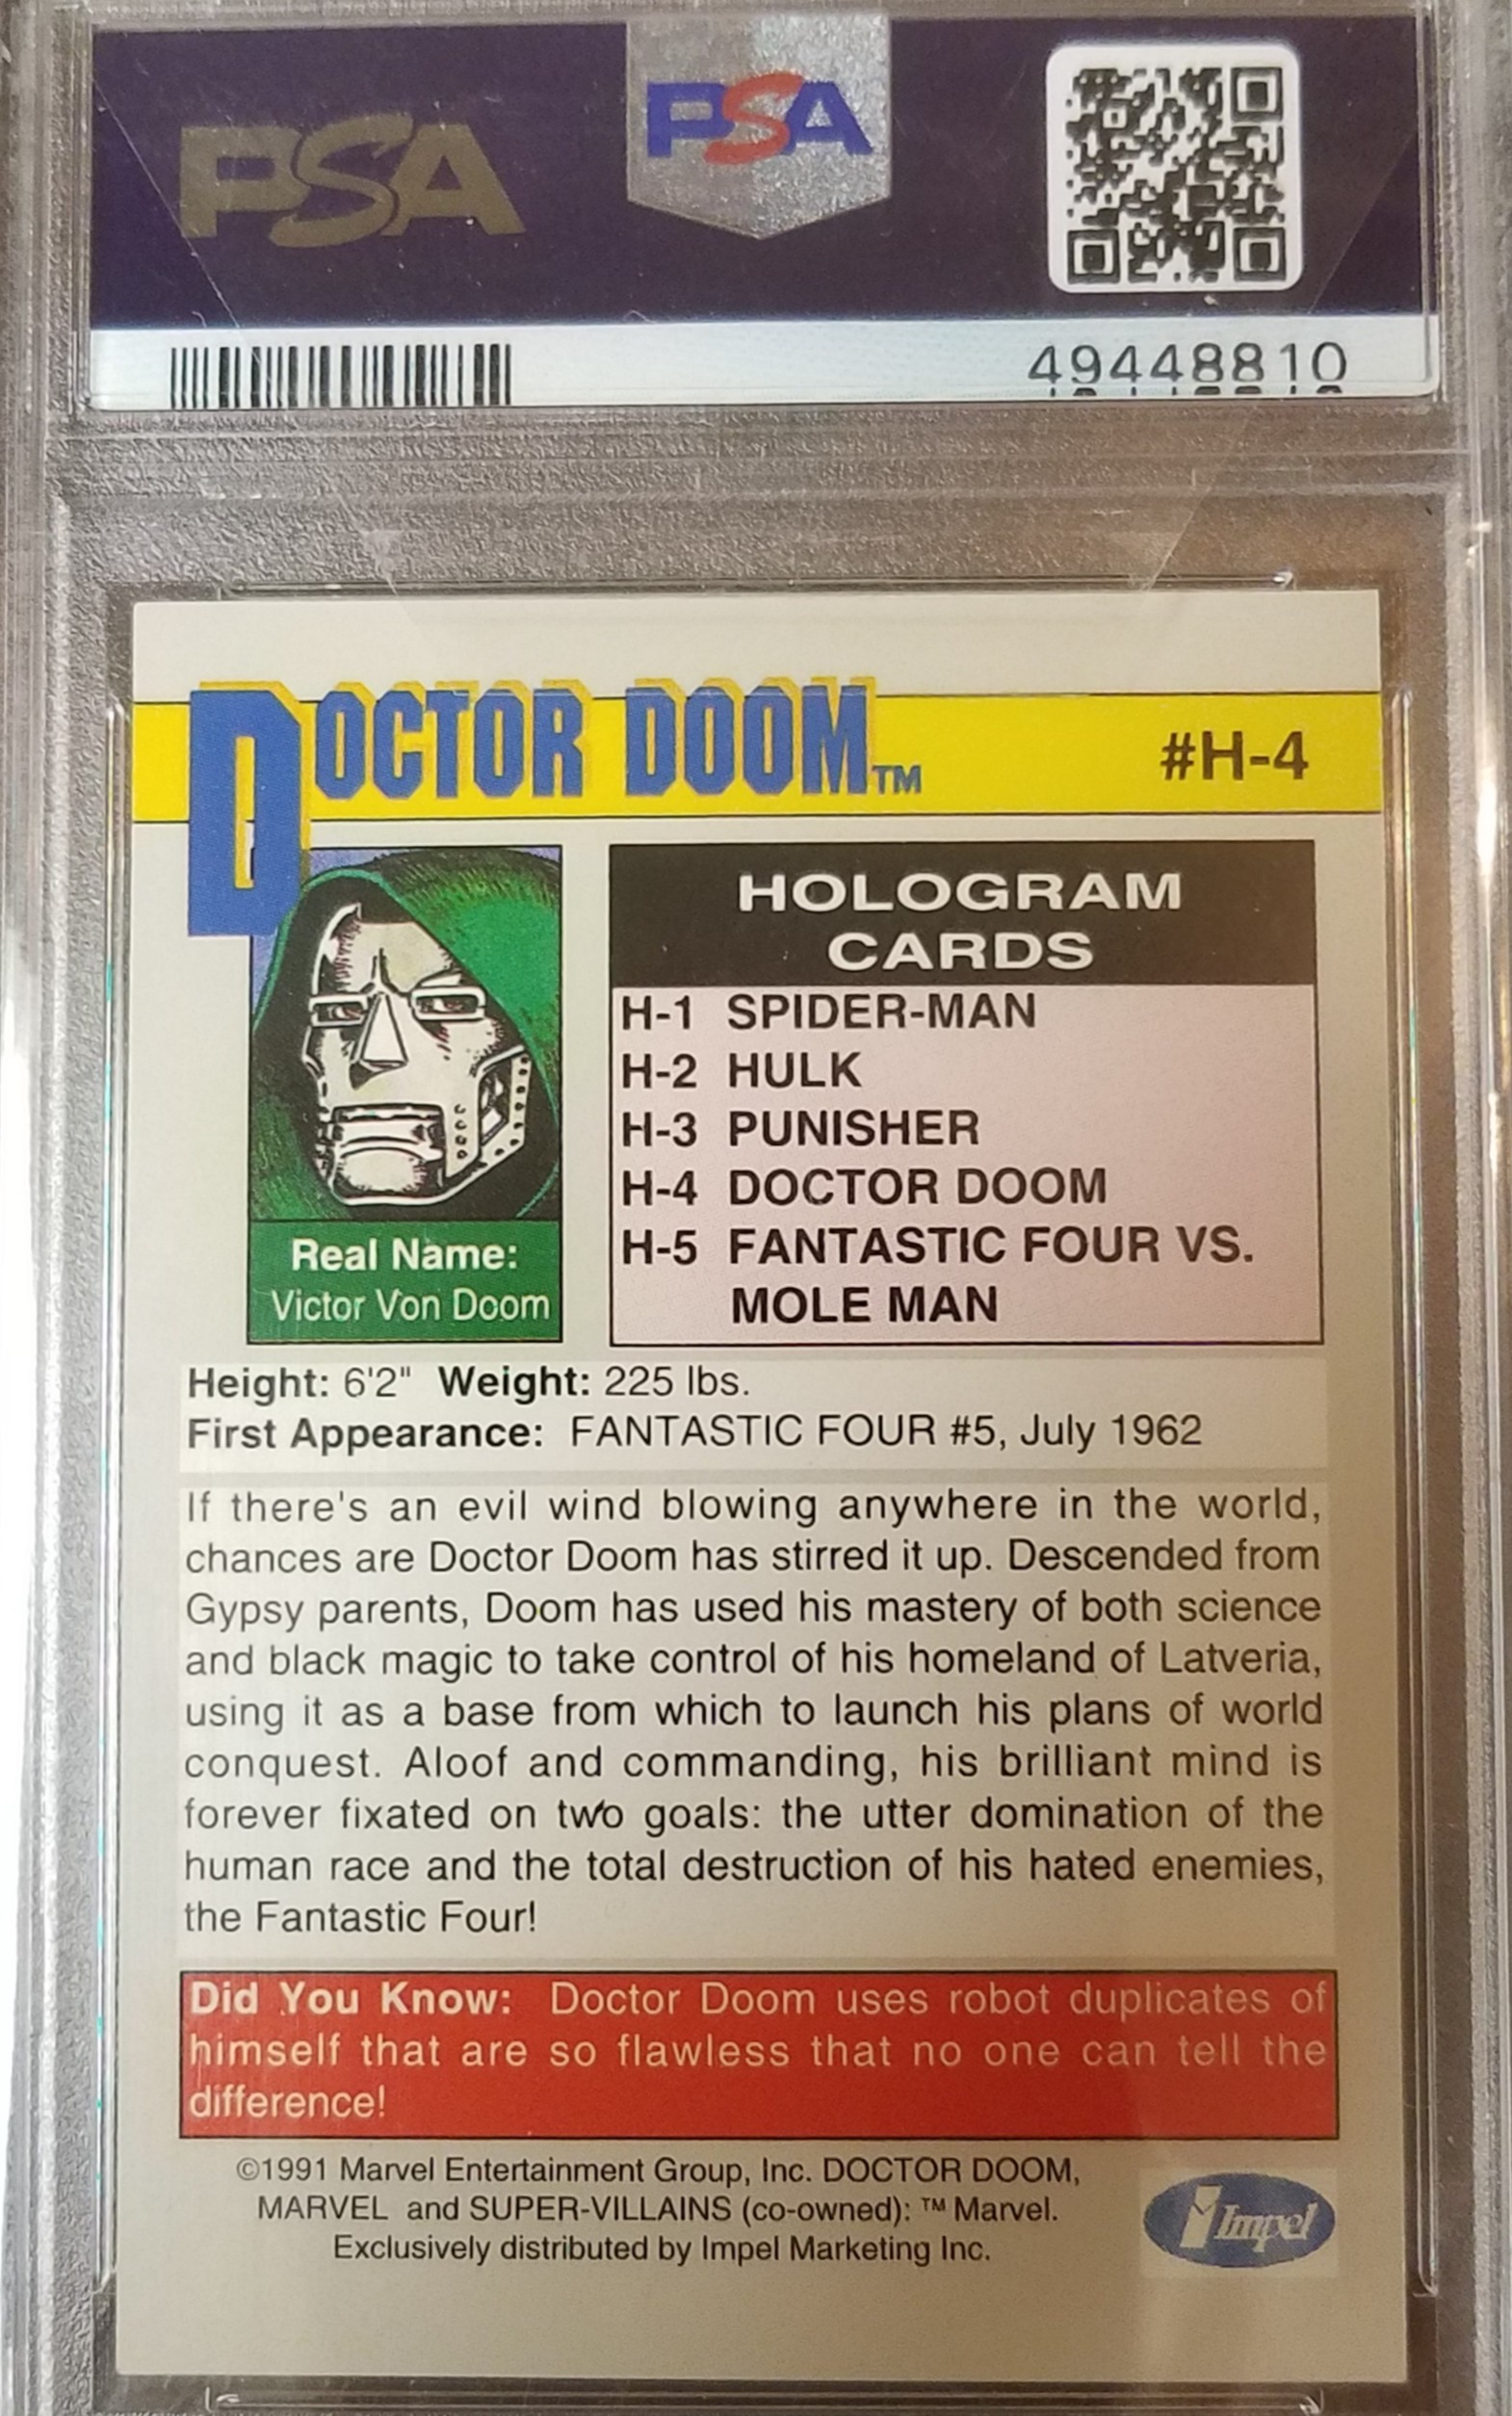 PSA
PSA
49448810
DOCTOR DOOM™
#H-4
HOLOGRAM
CARDS
H-1 SPIDER-MAN
H-2 HULK
H-3 PUNISHER
H-4 DOCTOR DOOM
H-5 FANTASTIC FOUR VS.
MOLE MAN
Real Name:
Victor Von Doom
Height: 6'2" Weight: 225 lbs.
First Appearance: FANTASTIC FOUR #5, July 1962
If there's an evil wind blowing anywhere in the world,
chances are Doctor Doom has stirred it up. Descended from
Gypsy parents, Doom has used his mastery of both science
and black magic to take control of his homeland of Latveria,
using it as a base from which to launch his plans of world
conquest. Aloof and commanding, his brilliant mind is
forever fixated on two goals: the utter domination of the
human race and the total destruction of his hated enemies,
the Fantastic Four!
Did You Know: Doctor Doom uses robot duplicates of
himself that are so flawless that no one can tell the
difference!
©1991 Marvel Entertainment Group, Inc. DOCTOR DOOM,
MARVEL and SUPER-VILLAINS (co-owned): ™ Marvel.
Exclusively distributed by Impel Marketing Inc.
Impel